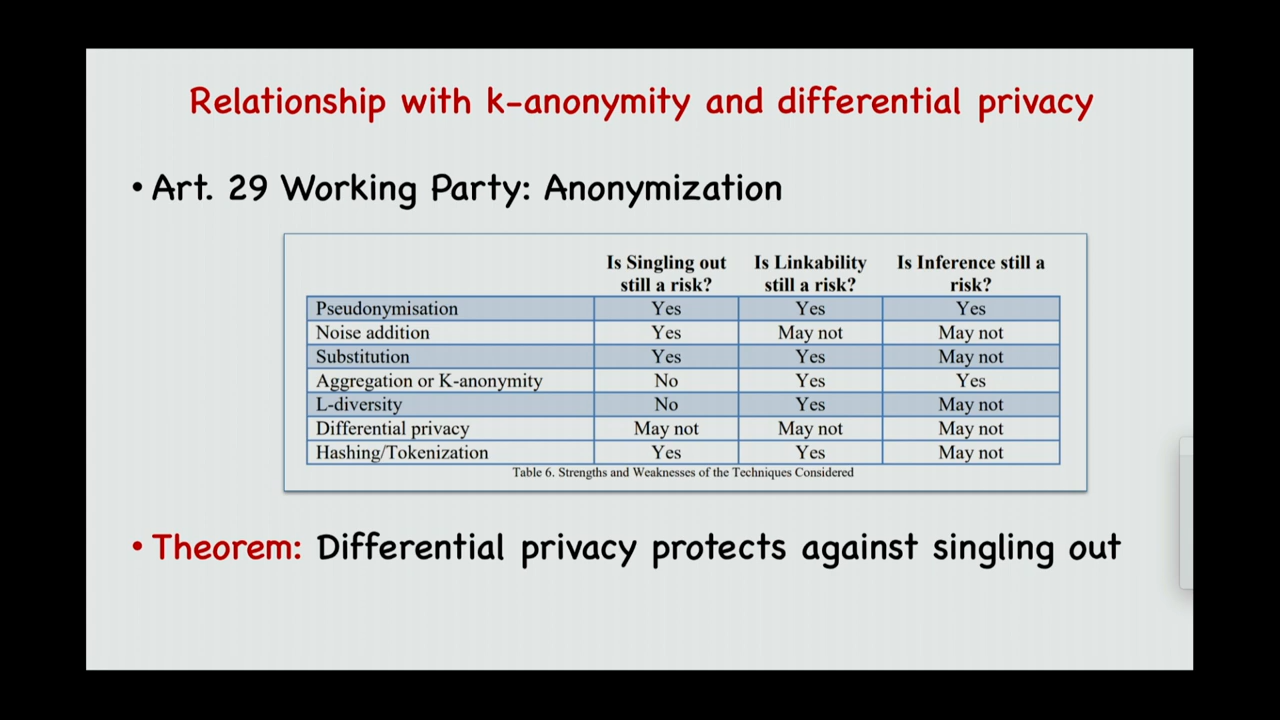 Relationship with k-anonymity and differential privacy
• Art. 29 Working Party: Anonymization
Is Singling out still a risk? Is Linkability still a risk? Is Inference still a risk?
Pseudonymisation Yes Yes Yes
Noise addition Yes May not May not
Substitution Yes Yes May not
Aggregation or K-anonymity No Yes Yes
L-diversity No Yes May not
Differential privacy May not May not May not
Hashing/Tokenization Yes Yes May not
Table 6. Strengths and Weaknesses of the Techniques Considered
• Theorem: Differential privacy protects against singling out